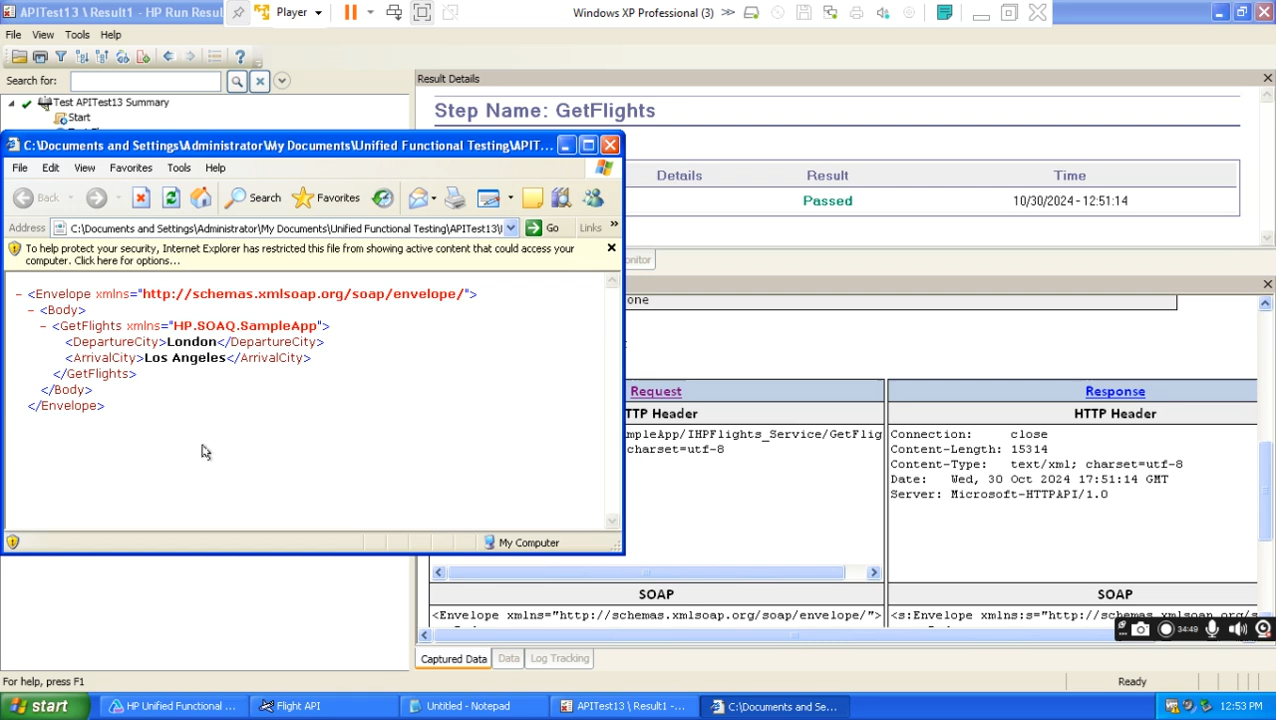 APITest13 \ Result1 - HP Run Resul
Player
Windows XP Professional (3)
File View Tools Help
Search for:
Test APITest13 Summary
Start
Result Details
Step Name: GetFlights
Details Result Time
Passed 10/30/2024 - 12:51:14
C:\Documents and Settings\Administrator\My Documents\Unified Functional Testing\APIT...
File Edit View Favorites Tools Help
Back Search Favorites
Address C:\Documents and Settings\Administrator\My Documents\Unified Functional Testing\APITest13\ Go Links
To help protect your security, Internet Explorer has restricted this file from showing active content that could access your
computer. Click here for options...
- <Envelope xmlns="http://schemas.xmlsoap.org/soap/envelope/">
- <Body>
- <GetFlights xmlns="HP.SOAQ.SampleApp">
<DepartureCity>London</DepartureCity>
<ArrivalCity>Los Angeles</ArrivalCity>
</GetFlights>
</Body>
</Envelope>
My Computer
onitor
one
Request Response
TTP Header HTTP Header
mpleApp/IHPFlights_Service/GetFlig
charset=utf-8
Connection: close
Content-Length: 15314
Content-Type: text/xml; charset=utf-8
Date: Wed, 30 Oct 2024 17:51:14 GMT
Server: Microsoft-HTTPAPI/1.0
SOAP SOAP
<Envelope xmlns="http://schemas.xmlsoap.org/soap/envelope/"> <s:Envelope xmlns:s="http://schemas.xmlsoap.org/s
34:49
Captured Data Data Log Tracking
For help, press F1 Ready
start HP Unified Functional ... Flight API Untitled - Notepad APITest13 \ Result1 -... C:\Documents and Se... 12:53 PM